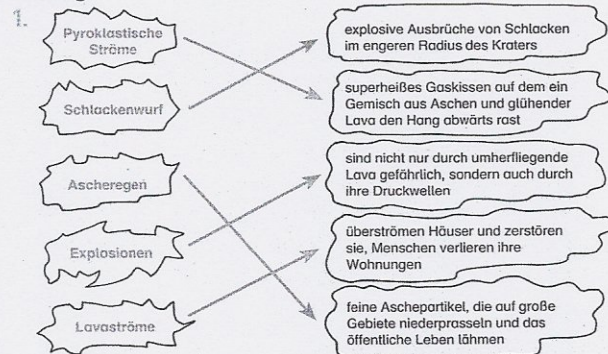 1.
Pyroklastische
Ströme
explosive Ausbrüche von Schlacken
im engeren Radius des Kraters
Schlackenwurf
superheißes Gaskissen auf dem ein
Gemisch aus Aschen und glühender
Lava den Hang abwärts rast
Ascheregen
sind nicht nur durch umherfliegende
Lava gefährlich, sondern auch durch
ihre Druckwellen
Explosionen
überströmen Häuser und zerstören
sie, Menschen verlieren ihre
Wohnungen
Lavaströme
feine Aschepartikel, die auf große
Gebiete niederprasseln und das
öffentliche Leben lähmen